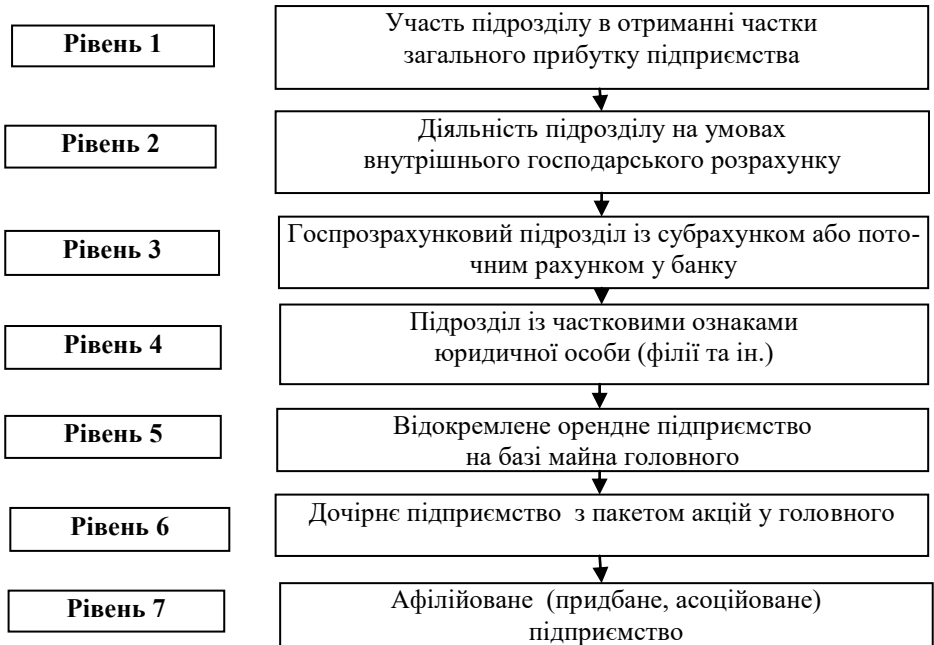 Рівень 1
Участь підрозділу в отриманні частки
загального прибутку підприємства
Рівень 2
Діяльність підрозділу на умовах
внутрішнього господарського розрахунку
Рівень 3
Госпрозрахунковий підрозділ із субрахунком або пото-
чним рахунком у банку
Рівень 4
Підрозділ із частковими ознаками
юридичної особи (філії та ін.)
Рівень 5
Відокремлене орендне підприємство
на базі майна головного
Рівень 6
Дочірнє підприємство з пакетом акцій у головного
Рівень 7
Афілійоване (придбане, асоційоване)
підприємство